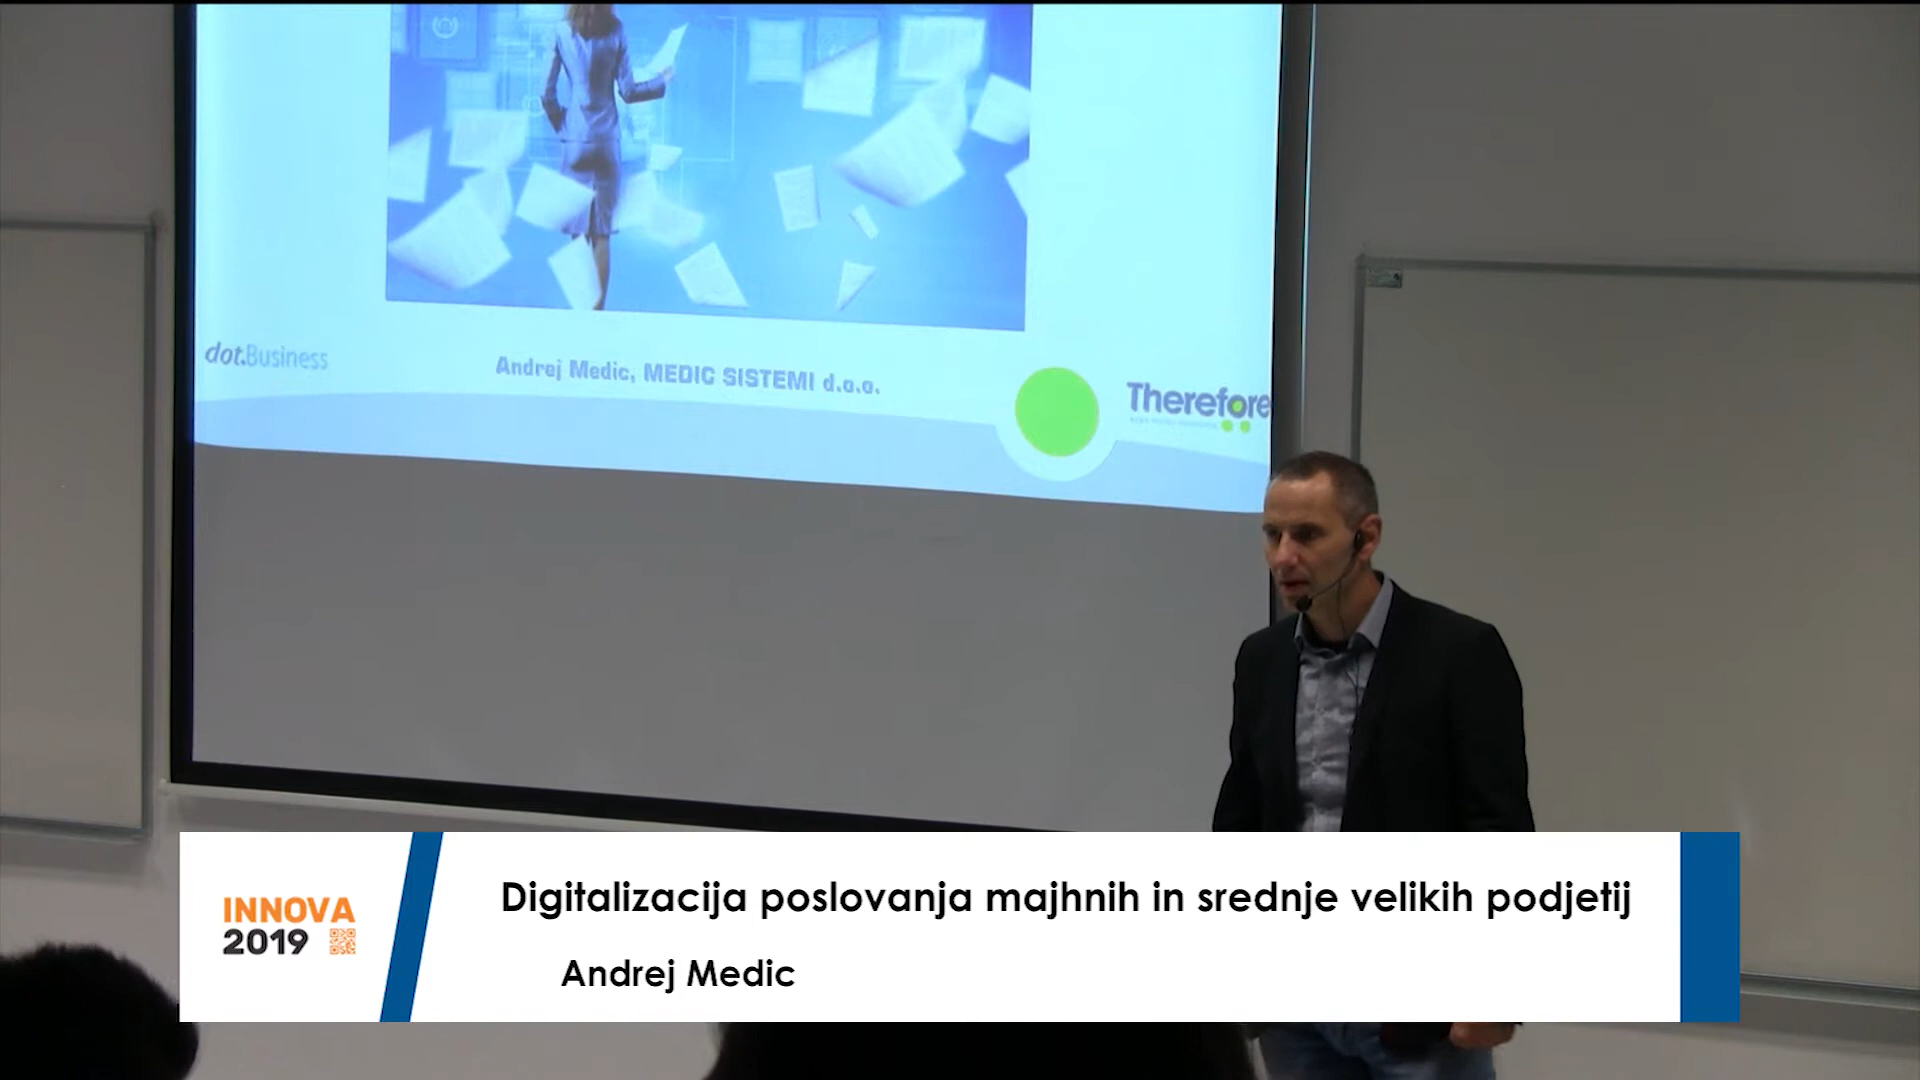 dot.Business
Andrej Medic, MEDIC SISTEMI d.o.o.
Therefore
INNOVA
2019
Digitalizacija poslovanja majhnih in srednje velikih podjetij
Andrej Medic